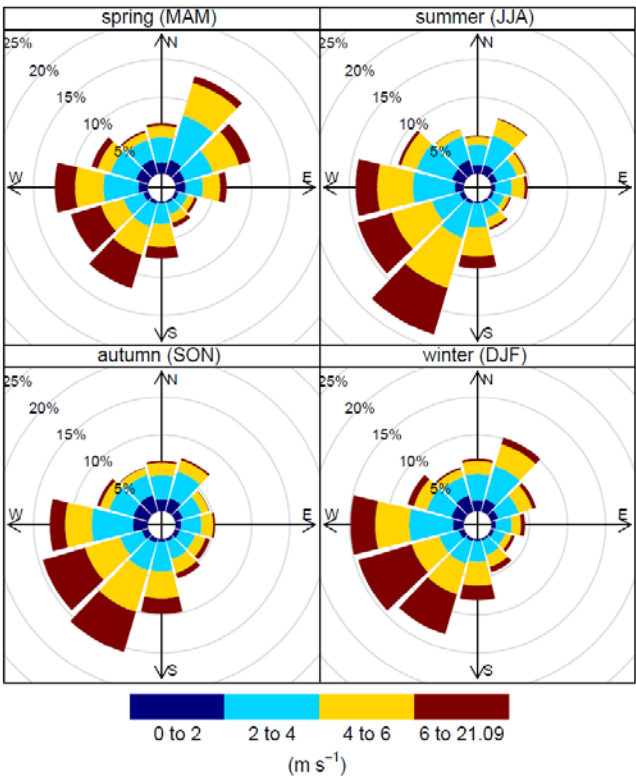 spring (MAM)
summer (JJA)
25%
20%
15%
10%
5%
N
W
E
S
25%
20%
15%
10%
5%
N
W
E
S
autumn (SON)
winter (DJF)
25%
20%
15%
10%
5%
N
W
E
S
25%
20%
15%
10%
5%
N
W
E
S
0 to 2 2 to 4 4 to 6 6 to 21.09
(m s⁻¹)